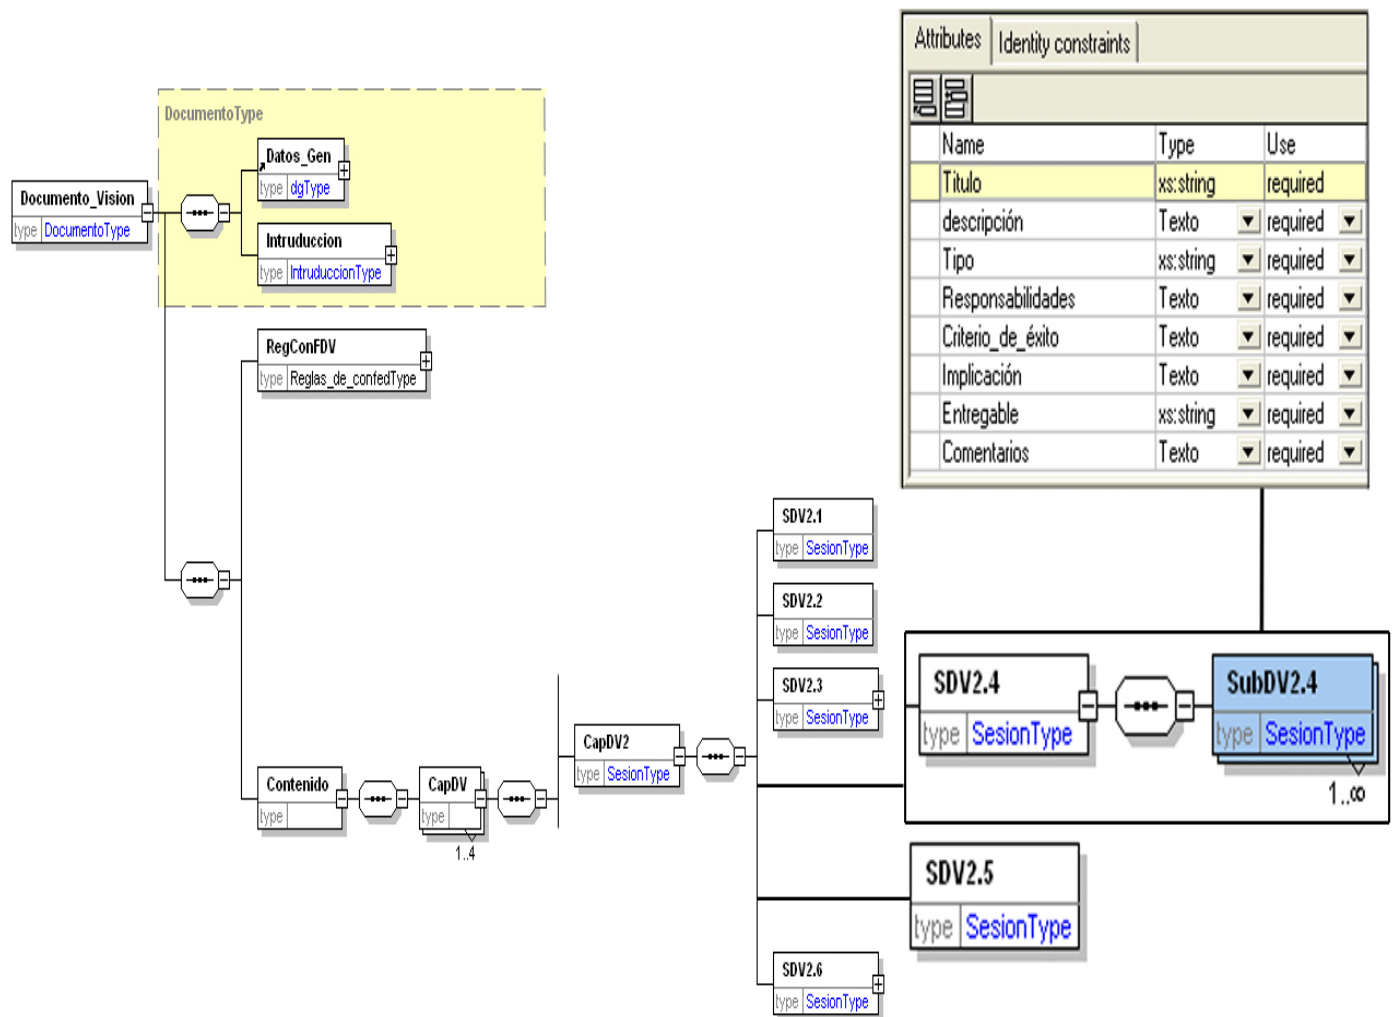 Attributes Identity constraints
Name Type Use
Titulo xs:string required
descripción Texto required
Tipo xs:string required
Responsabilidades Texto required
Criterio_de_éxito Texto required
Implicación Texto required
Entregable xs:string required
Comentarios Texto required
DocumentoType
Datos_Gen
type dgType
Documento_Vision
type DocumentoType
Intruduccion
type IntruduccionType
RegConFDV
type Reglas_de_confedType
SDV2.1
type SesionType
SDV2.2
type SesionType
SDV2.3
type SesionType
SDV2.4
type SesionType
SubDV2.4
type SesionType
1..∞
CapDV2
type SesionType
Contenido
type
CapDV
type
1..4
SDV2.5
type SesionType
SDV2.6
type SesionType